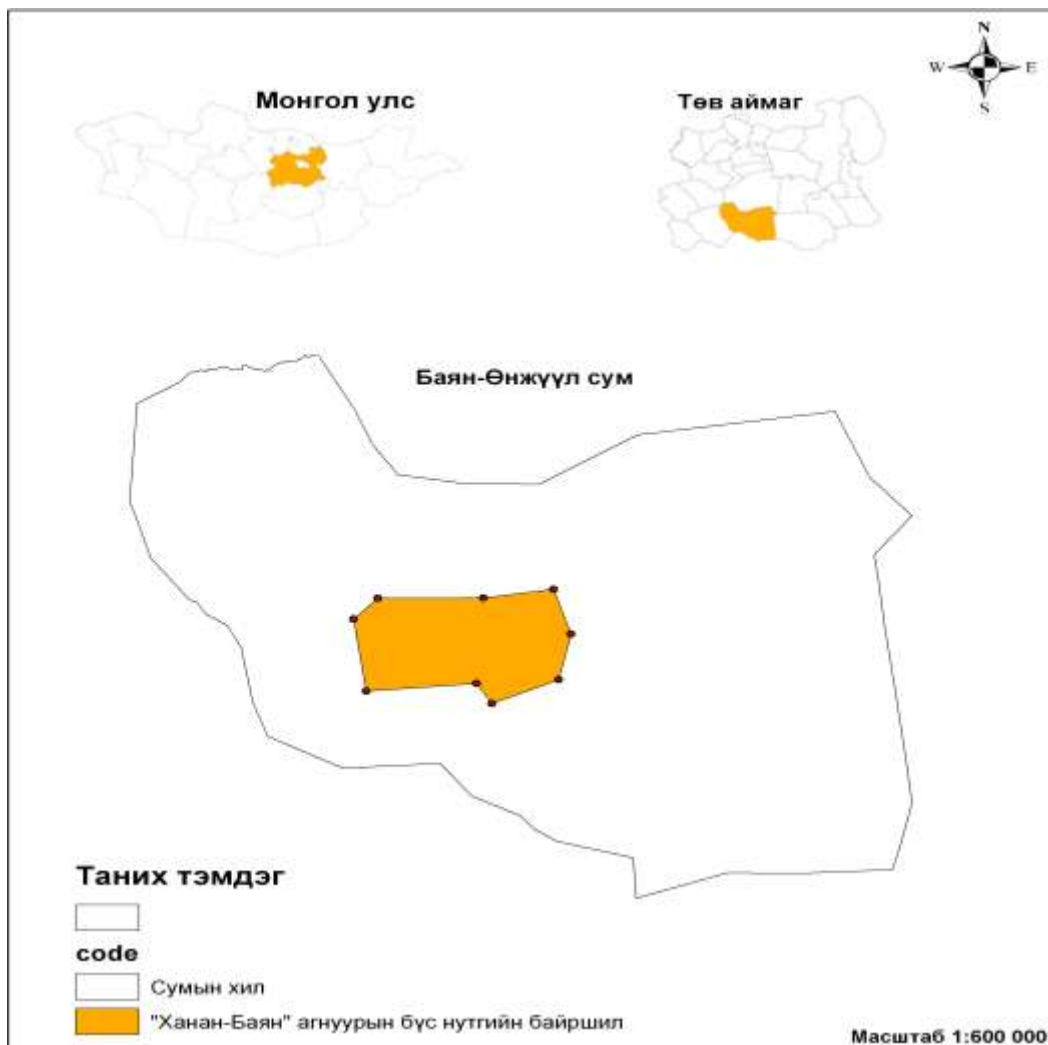 N
W E
S
Монгол улс
Төв аймаг
Баян-Өнжүүл сум
Таних тэмдэг
code
Сумын хил
"Ханан-Баян" агнуурын бүс нутгийн байршил
Масштаб 1:600 000